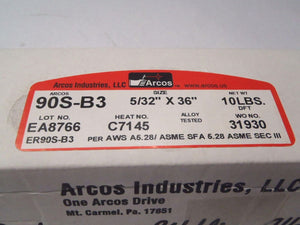 Arcos Industries, LLC Arcos www.arcos.us
ARCOS SIZE NET WT
90S-B3 5/32" X 36" 10LBS.
DFT
LOT NO. HEAT NO. ALLOY TESTED WO NO.
EA8766 C7145 31930
ER90S-B3 PER AWS A5.28/ ASME SFA 5.28 ASME SEC III
Arcos Industries, LLC
One Arcos Drive
Mt. Carmel, Pa. 17851